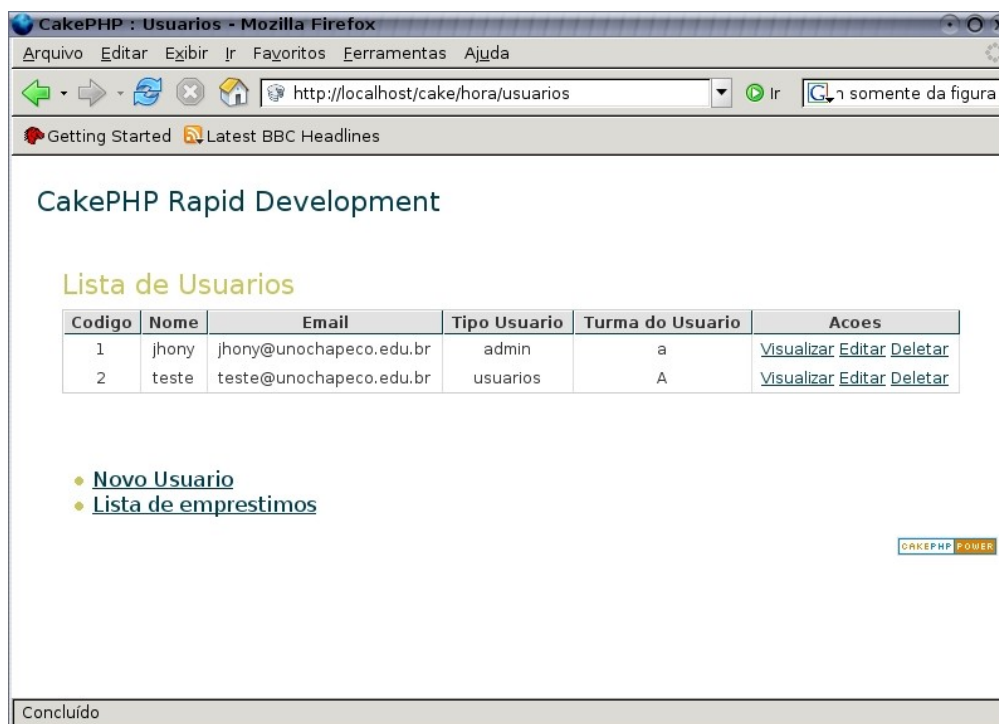 CakePHP : Usuarios - Mozilla Firefox
Arquivo Editar Exibir Ir Favoritos Ferramentas Ajuda
http://localhost/cake/hora/usuarios Ir somente da figura
Getting Started Latest BBC Headlines
CakePHP Rapid Development
Lista de Usuarios
Codigo Nome Email Tipo Usuario Turma do Usuario Acoes
1 jhony jhony@unochapeco.edu.br admin a Visualizar Editar Deletar
2 teste teste@unochapeco.edu.br usuarios A Visualizar Editar Deletar
Novo Usuario
Lista de emprestimos
CAKEPHP POWER
Concluído